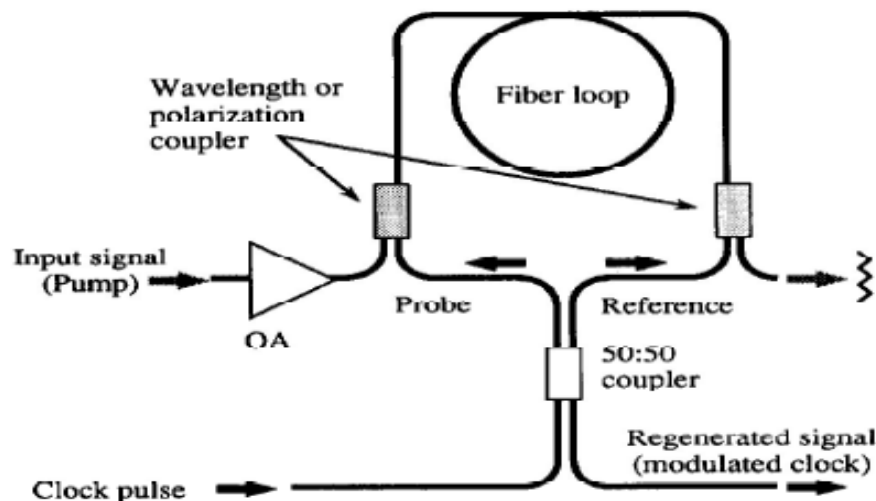 Wavelength or
polarization
coupler
Fiber loop
Input signal
(Pump)
OA
Probe
Reference
50:50
coupler
Clock pulse
Regenerated signal
(modulated clock)